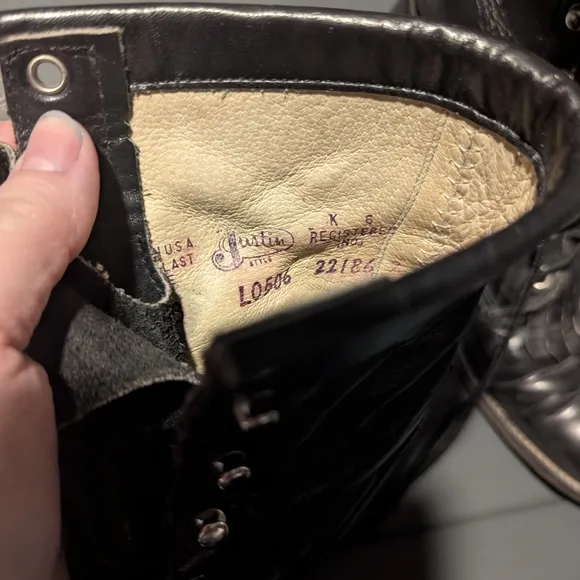 K 6
USA Justin REGISTERED
LAST STYLE NO.
L0506 22186